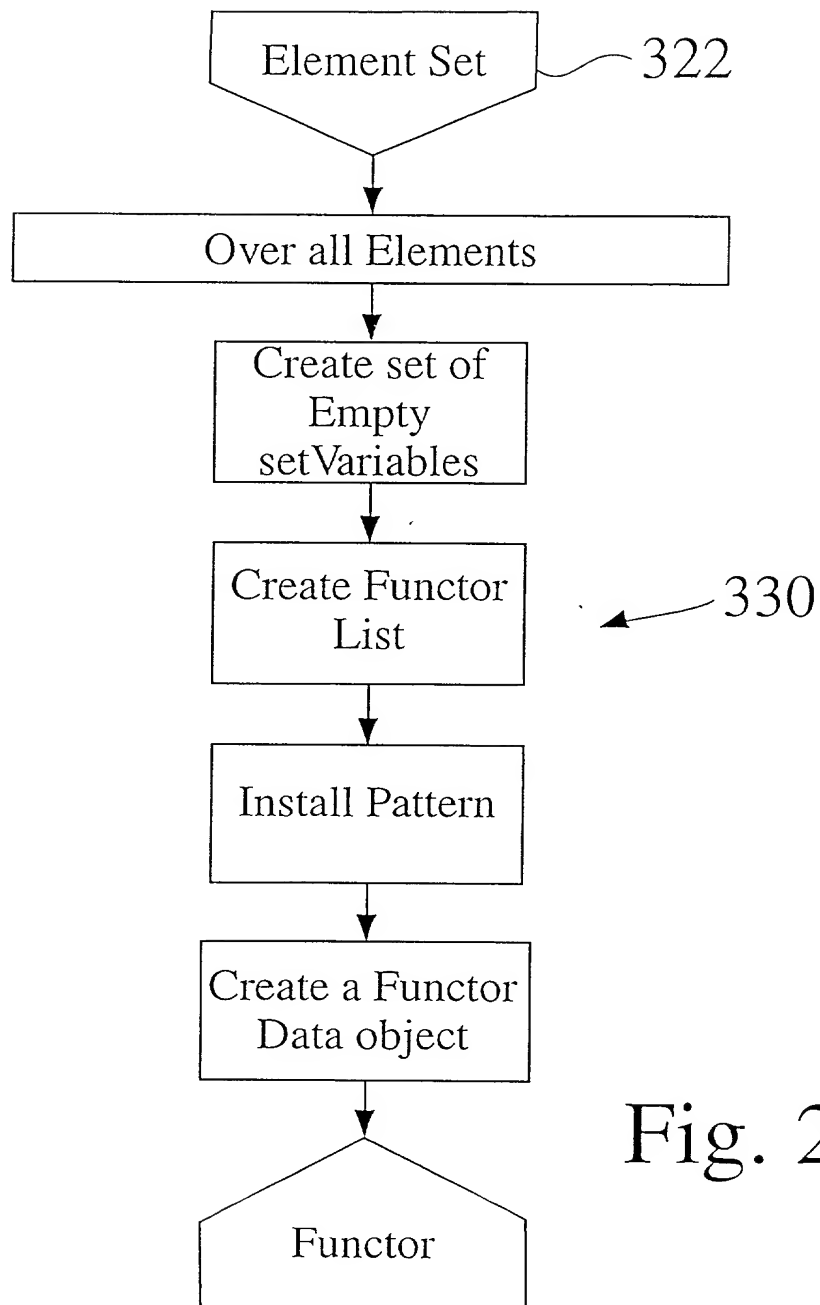 Element Set
322
Over all Elements
Create set of
Empty
setVariables
Create Functor
List
330
Install Pattern
Create a Functor
Data object
Fig. 2
Functor